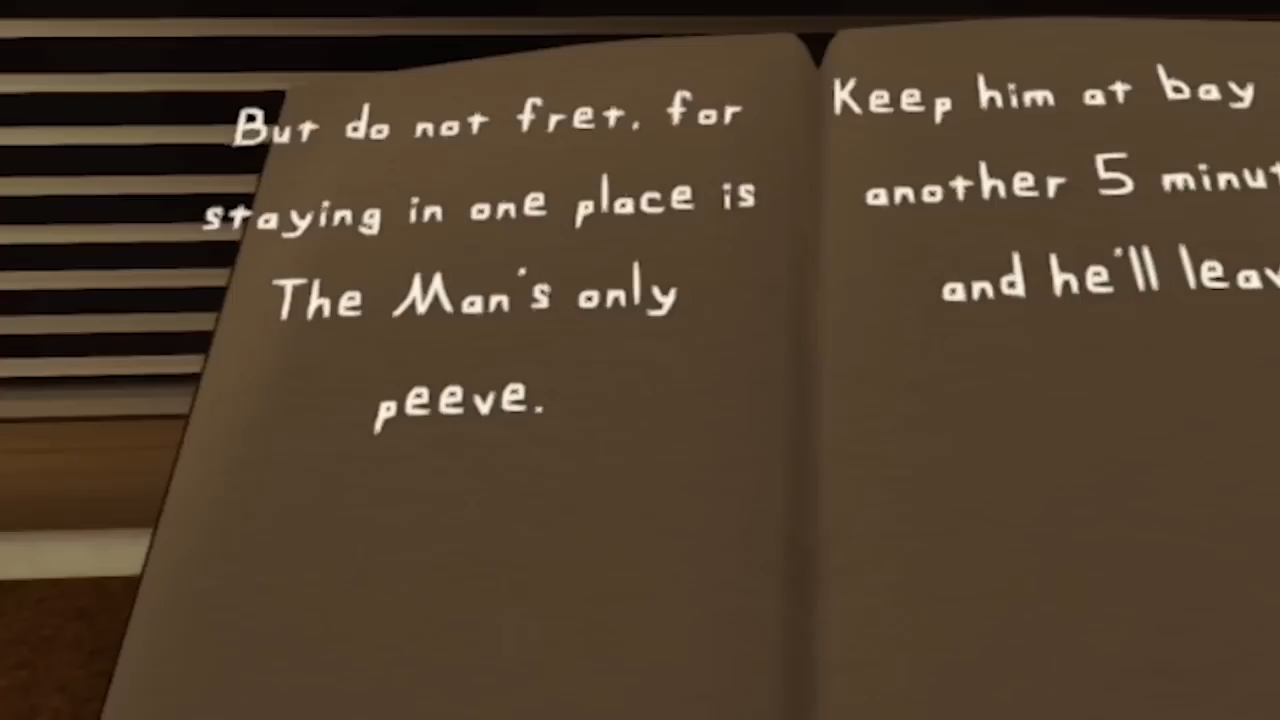 But do not fret, for
staying in one place is
The Man's only
peeve.
Keep him at bay
another 5
and he'll